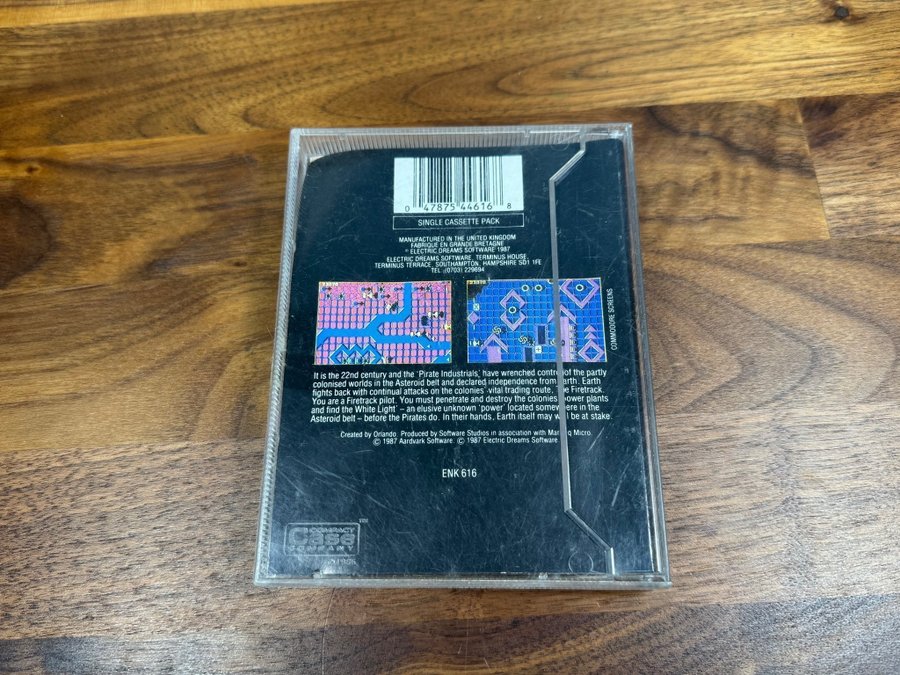 0 47875 44616 8
SINGLE CASSETTE PACK
MANUFACTURED IN THE UNITED KINGDOM
FABRIQUE EN GRANDE BRETAGNE
© ELECTRIC DREAMS SOFTWARE 1987
ELECTRIC DREAMS SOFTWARE, TERMINUS HOUSE,
TERMINUS TERRACE, SOUTHAMPTON, HAMPSHIRE SO1 1FE
TEL: (0703) 229694
COMMODORE SCREENS
It is the 22nd century and the 'Pirate Industrials' have wrenched control of the partly
colonised worlds in the Asteroid belt and declared independence from Earth. Earth
fights back with continual attacks on the colonies' vital trading route, the Firetrack.
You are a Firetrack pilot. You must penetrate and destroy the colonies' power plants
and find the 'White Light' – an elusive unknown 'power' located somewhere in the
Asteroid belt – before the Pirates do. In their hands, Earth itself may well be at stake.
Created by Orlando. Produced by Software Studios in association with Mr Micro.
© 1987 Aardvark Software. © 1987 Electric Dreams Software
ENK 616
COMPACT
Case
COMPANY
TM